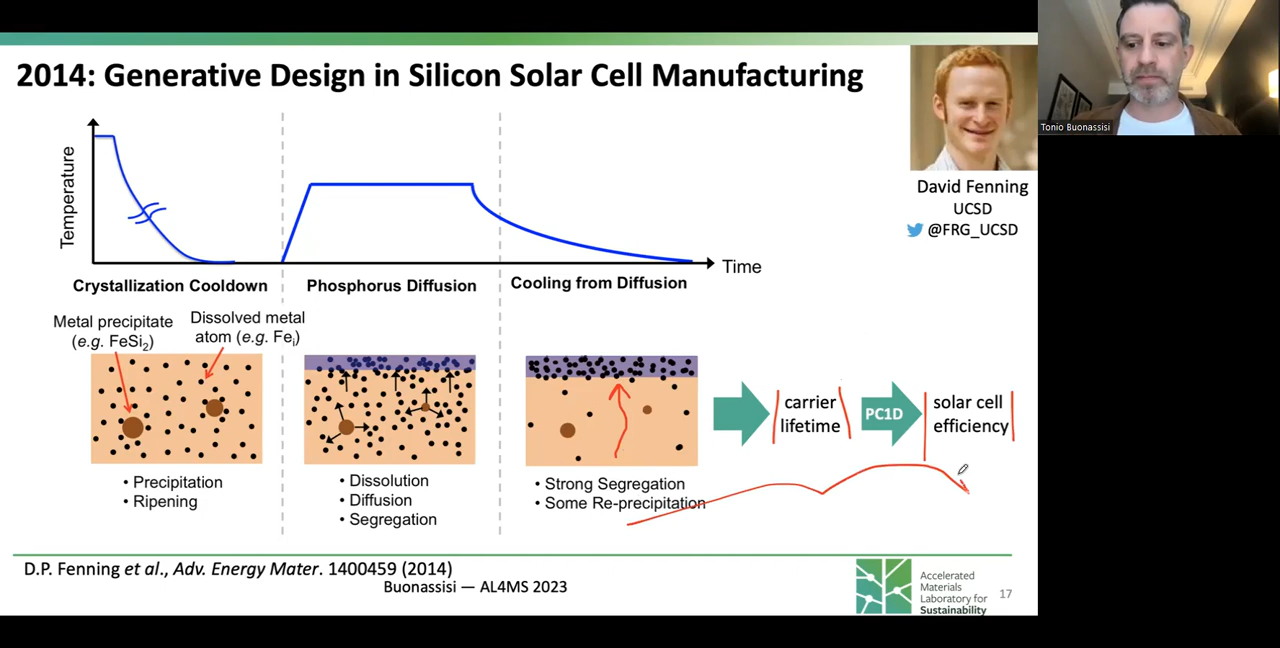 2014: Generative Design in Silicon Solar Cell Manufacturing
Tonio Buonassisi
David Fenning
UCSD
@FRG_UCSD
Temperature
Time
Crystallization Cooldown
Phosphorus Diffusion
Cooling from Diffusion
Metal precipitate
(e.g. FeSi₂)
Dissolved metal
atom (e.g. Feᵢ)
carrier
lifetime
PC1D
solar cell
efficiency
• Precipitation
• Ripening
• Dissolution
• Diffusion
• Segregation
• Strong Segregation
• Some Re-precipitation
D.P. Fenning et al., Adv. Energy Mater. 1400459 (2014)
Buonassisi — AL4MS 2023
Accelerated
Materials
Laboratory for
Sustainability
17